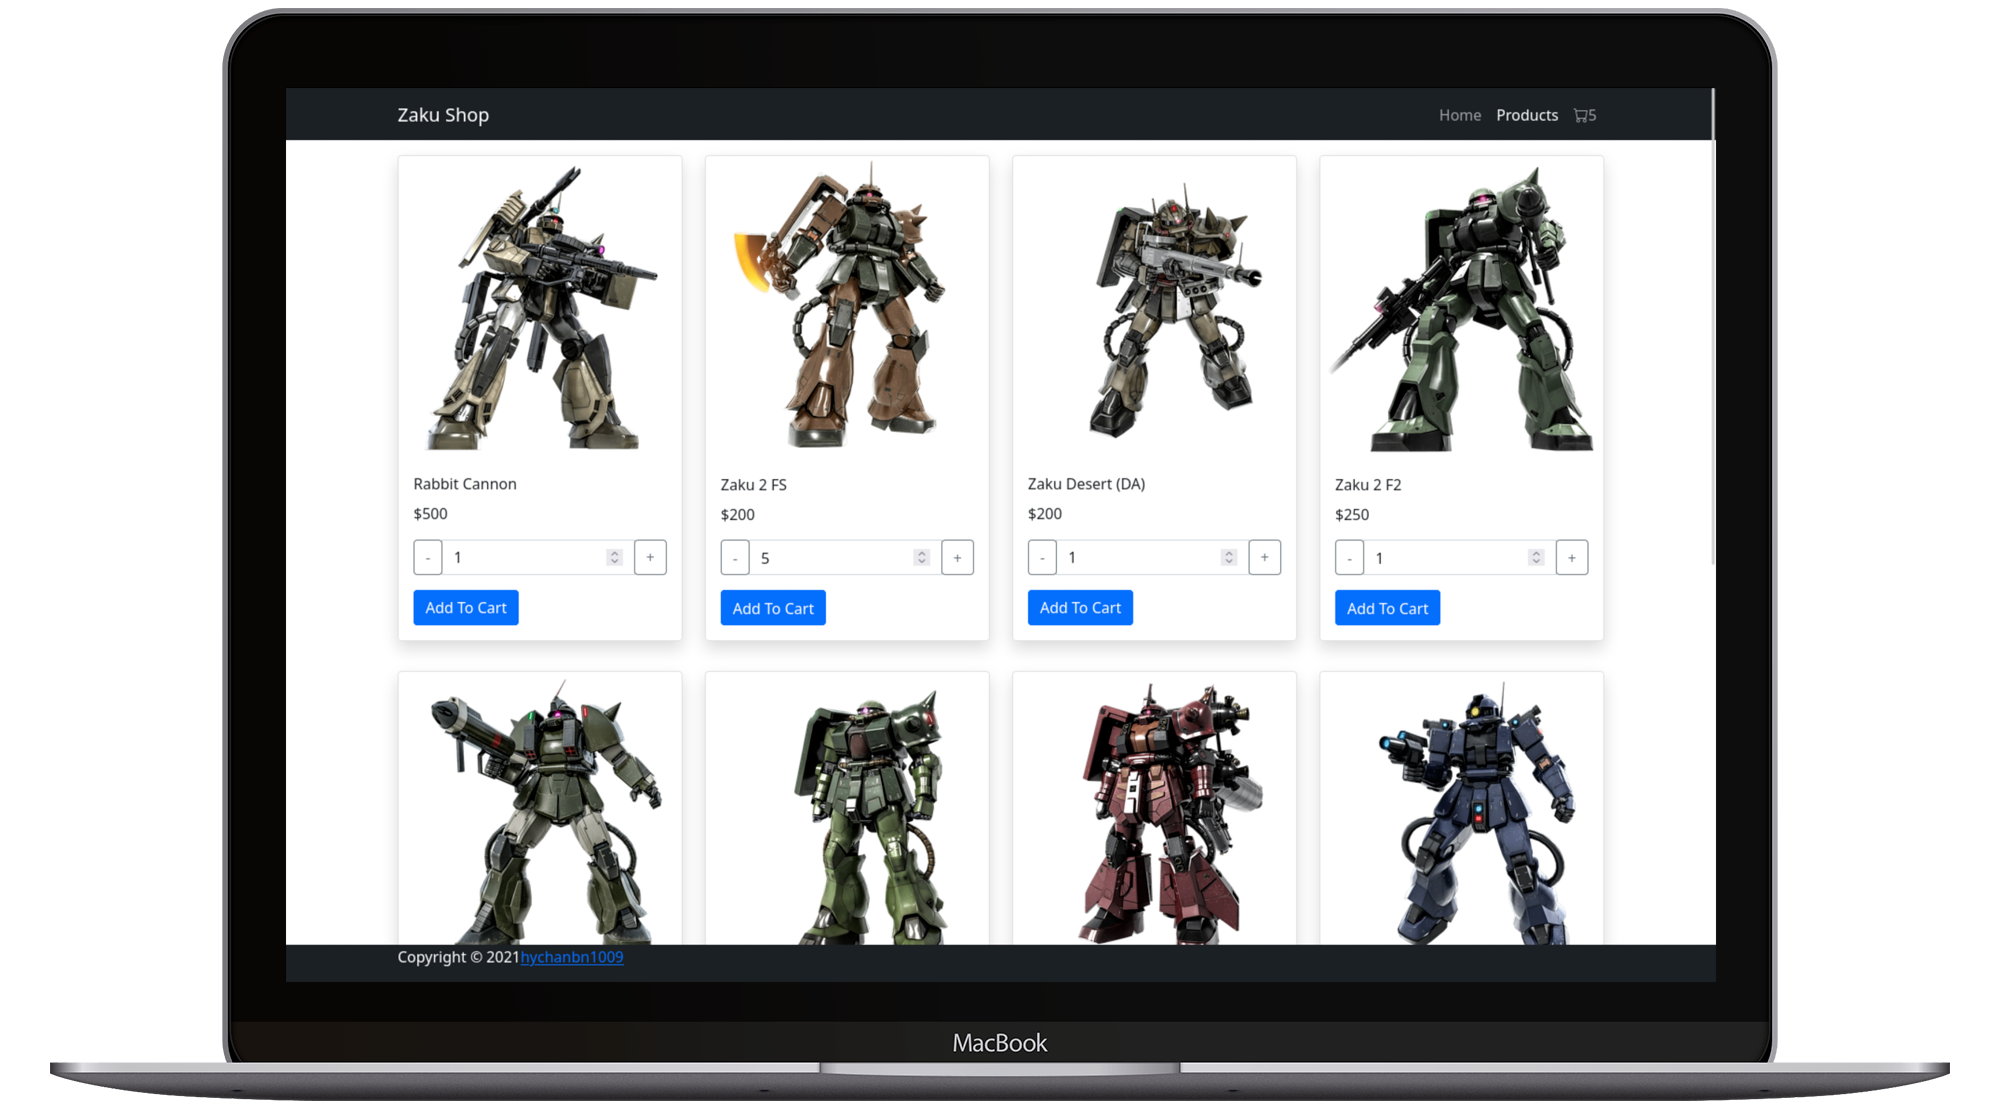 Zaku Shop
Home Products 5
Rabbit Cannon
$500
- 1 +
Add To Cart
Zaku 2 FS
$200
- 5 +
Add To Cart
Zaku Desert (DA)
$200
- 1 +
Add To Cart
Zaku 2 F2
$250
- 1 +
Add To Cart
Copyright © 2021hychanbn1009
MacBook